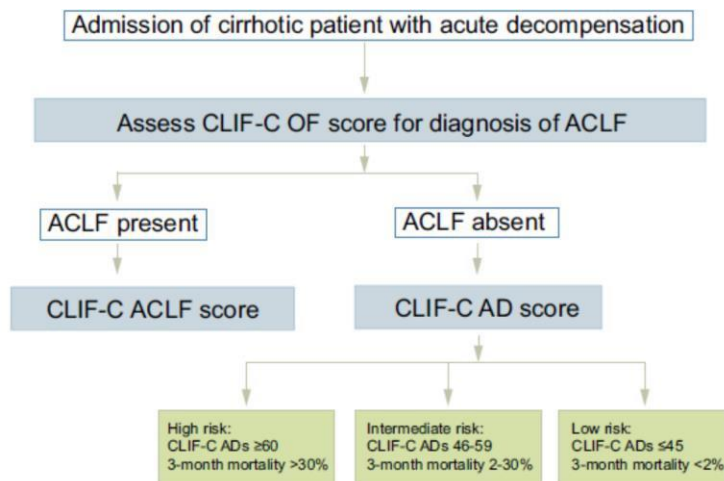 Admission of cirrhotic patient with acute decompensation
Assess CLIF-C OF score for diagnosis of ACLF
ACLF present
ACLF absent
CLIF-C ACLF score
CLIF-C AD score
High risk:
CLIF-C ADs ≥60
3-month mortality >30%
Intermediate risk:
CLIF-C ADs 46-59
3-month mortality 2-30%
Low risk:
CLIF-C ADs ≤45
3-month mortality <2%